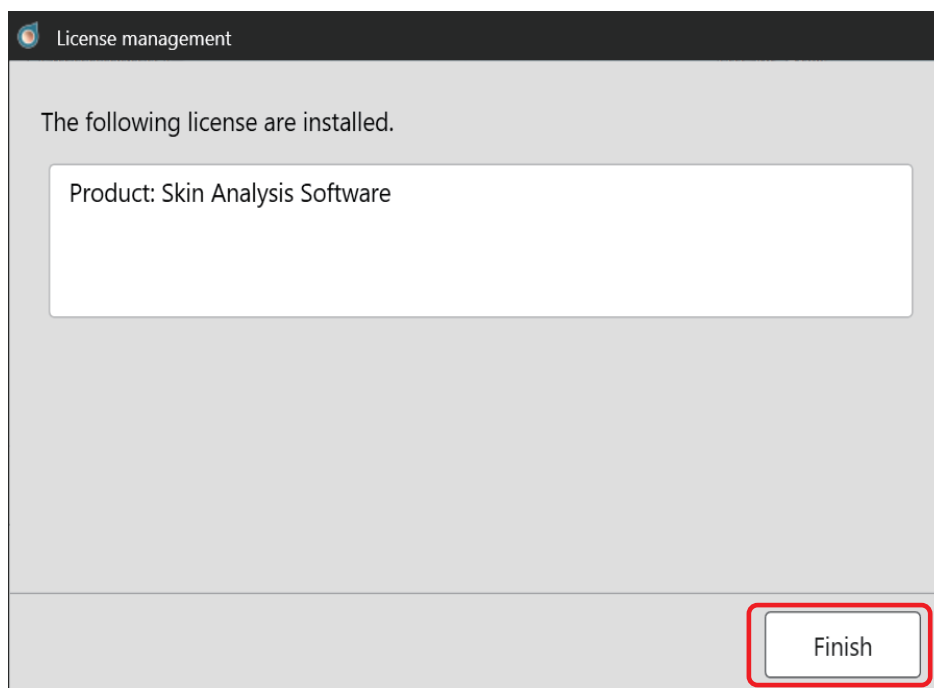 License management
The following license are installed.
Product: Skin Analysis Software
Finish